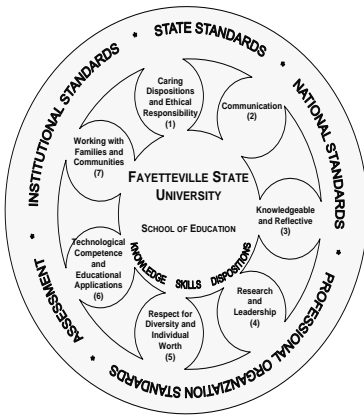 STATE STANDARDS
*
NATIONAL STANDARDS
*
PROFESSIONAL ORGANIZATION STANDARDS
*
ASSESSMENT
*
INSTITUTIONAL STANDARDS
*
Caring
Dispositions
and Ethical
Responsibility
(1)
Communication
(2)
Knowledgeable
and Reflective
(3)
Research
and
Leadership
(4)
Respect for
Diversity and
Individual
Worth
(5)
Technological
Competence
and
Educational
Applications
(6)
Working with
Families and
Communities
(7)
FAYETTEVILLE STATE
UNIVERSITY
SCHOOL OF EDUCATION
KNOWLEDGE SKILLS DISPOSITIONS